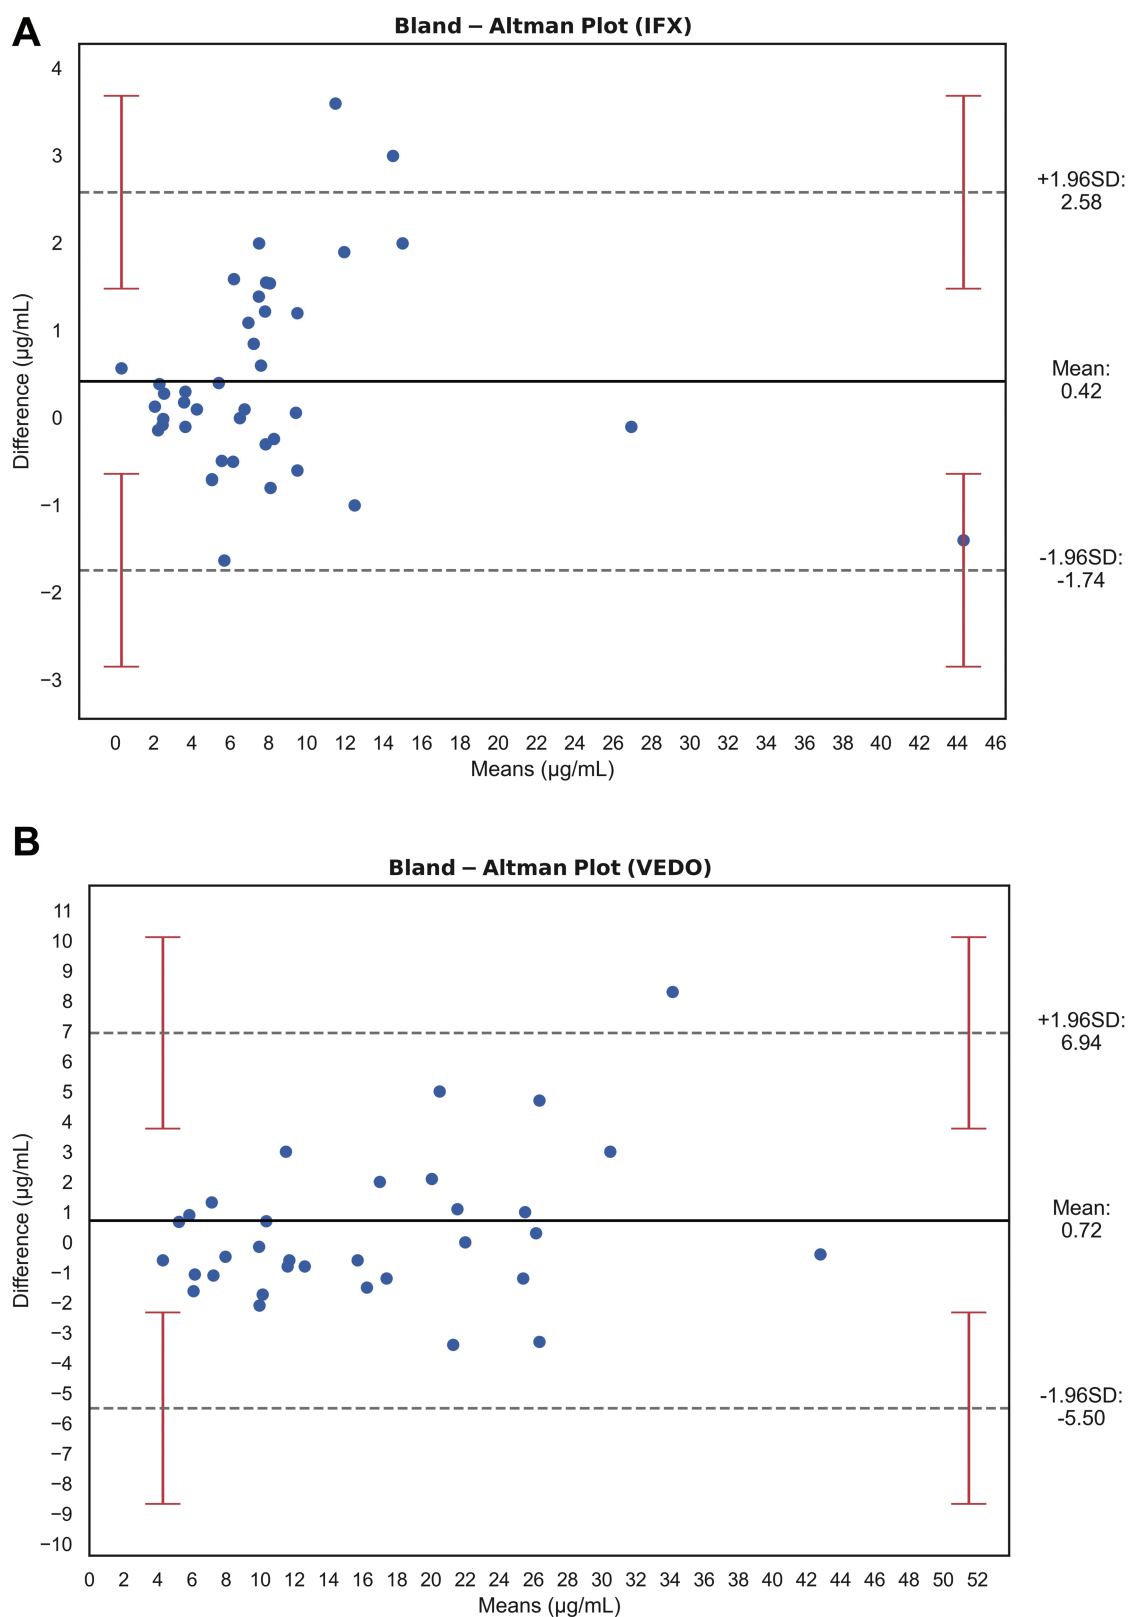 A
Bland – Altman Plot (IFX)
4
3
2
1
0
−1
−2
−3
Difference (µg/mL)
+1.96SD:
2.58
Mean:
0.42
-1.96SD:
-1.74
0 2 4 6 8 10 12 14 16 18 20 22 24 26 28 30 32 34 36 38 40 42 44 46
Means (µg/mL)
B
Bland – Altman Plot (VEDO)
11
10
9
8
7
6
5
4
3
2
1
0
−1
−2
−3
−4
−5
−6
−7
−8
−9
−10
Difference (µg/mL)
+1.96SD:
6.94
Mean:
0.72
-1.96SD:
-5.50
0 2 4 6 8 10 12 14 16 18 20 22 24 26 28 30 32 34 36 38 40 42 44 46 48 50 52
Means (µg/mL)